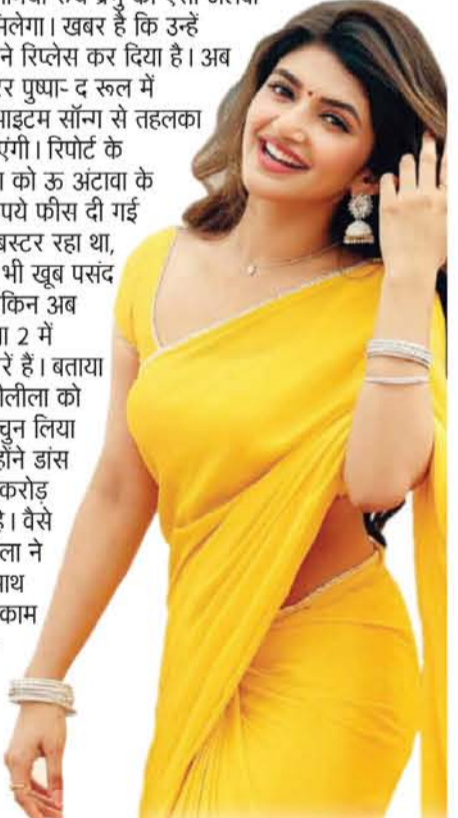 मिलेगा। खबर है कि उन्हें
ने रिप्लेस कर दिया है। अब
र पुष्पा- द रूल में
आइटम सॉन्ग से तहलका
एंगी। रिपोर्ट के
को ऊ अंटावा के
पये फीस दी गई
बस्टर रहा था,
भी खूब पसंद
किन अब
ा 2 में
रें हैं। बताया
लीला को
चुन लिया
होंने डांस
करोड़
है। वैसे
ला ने
साथ
काम